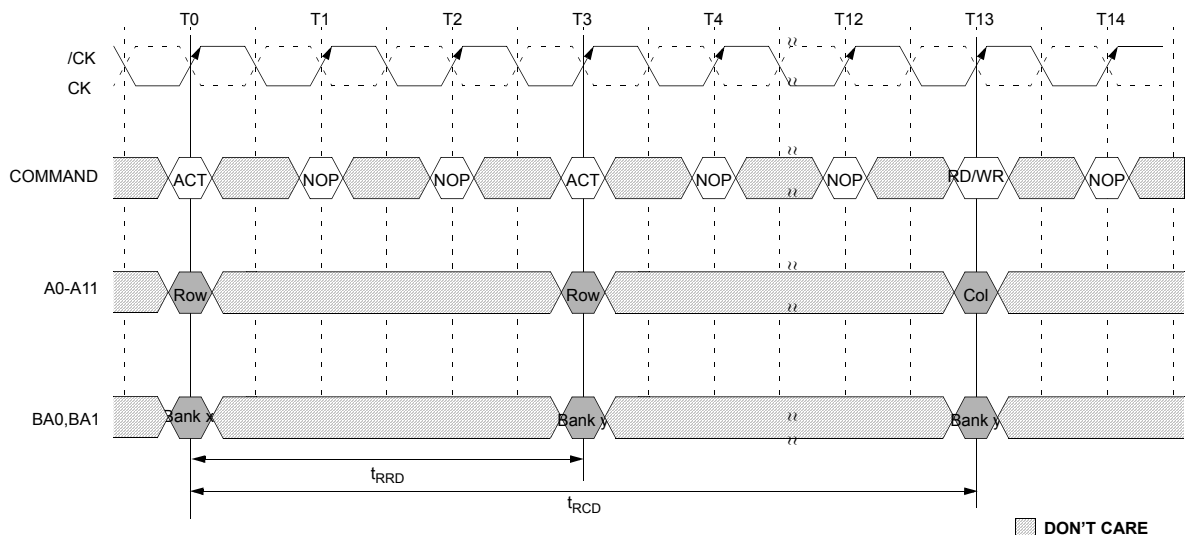 T0 T1 T2 T3 T4 T12 T13 T14
/CK
CK
COMMAND ACT NOP NOP ACT NOP NOP RD/WR NOP
A0-A11 Row Row Col
BA0,BA1 Bank x Bank y Bank y
tRRD
tRCD
DON'T CARE